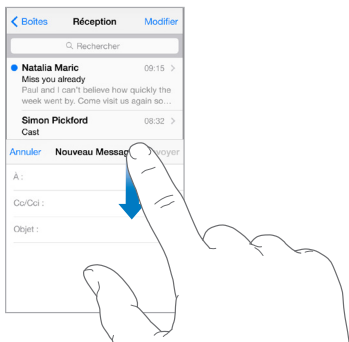 Boîtes Réception Modifier
Rechercher
Natalia Maric 09:15
Miss you already
Paul and I can't believe how quickly the
week went by. Come visit us again so...
Simon Pickford 08:32
Cast
Annuler Nouveau Messag voyer
À :
Cc/Cci :
Objet :